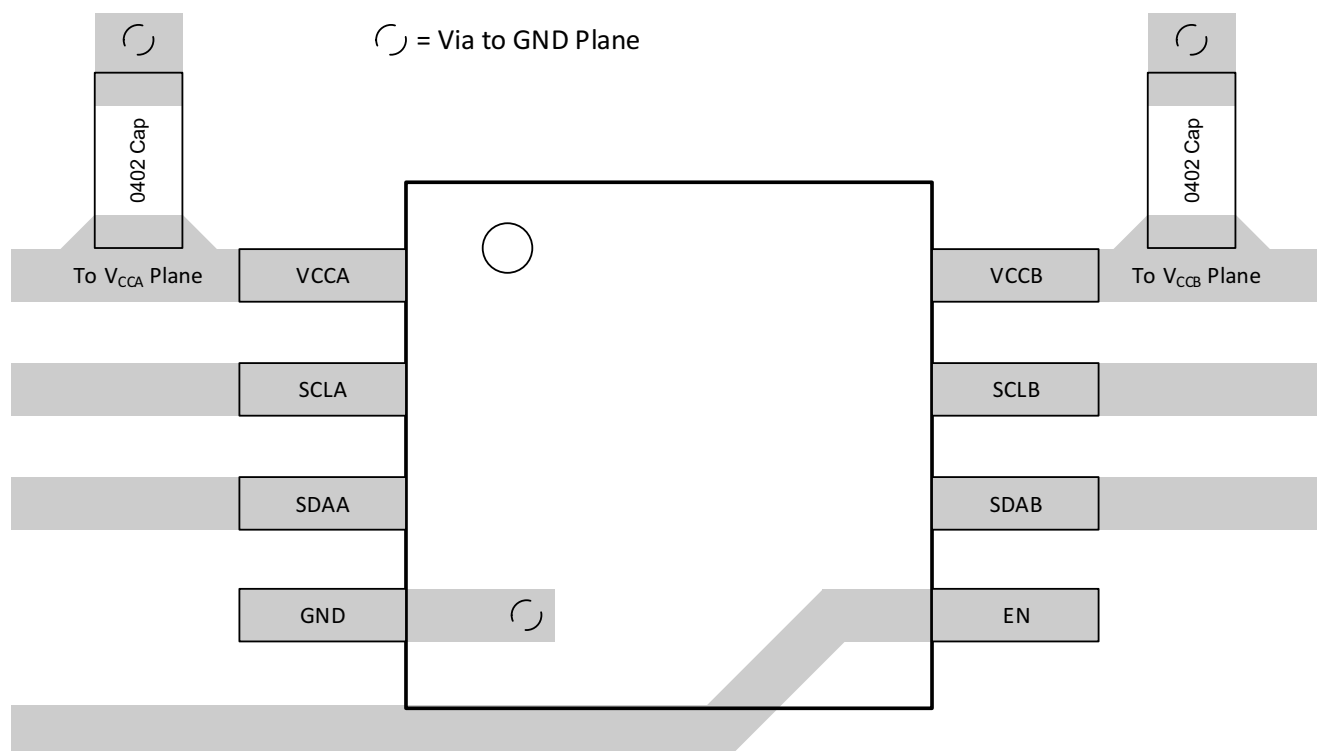 = Via to GND Plane
0402 Cap
0402 Cap
To VCCA Plane
VCCA
VCCB
To VCCB Plane
SCLA
SCLB
SDAA
SDAB
GND
EN